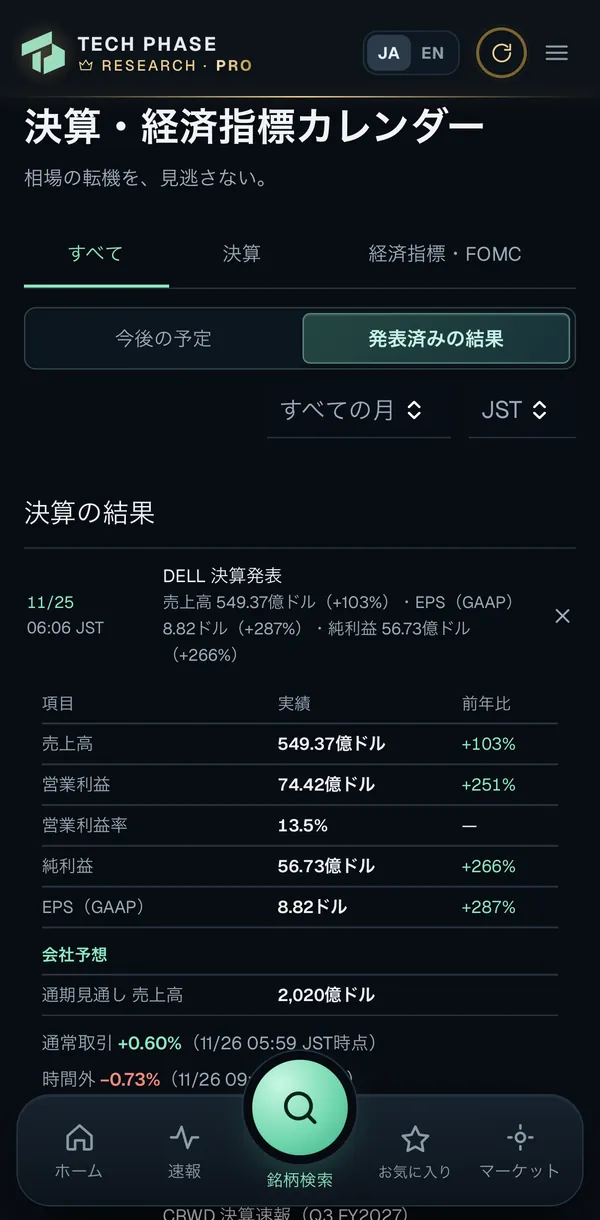 TECH PHASE
RESEARCH · PRO
JA EN
決算・経済指標カレンダー
相場の転機を、見逃さない。
すべて 決算 経済指標・FOMC
今後の予定 発表済みの結果
すべての月 JST
決算の結果
DELL 決算発表
11/25
06:06 JST
売上高 549.37億ドル（+103%）・EPS（GAAP）
8.82ドル（+287%）・純利益 56.73億ドル
（+266%）
項目 実績 前年比
売上高 549.37億ドル +103%
営業利益 74.42億ドル +251%
営業利益率 13.5% —
純利益 56.73億ドル +266%
EPS（GAAP） 8.82ドル +287%
会社予想
通期見通し 売上高 2,020億ドル
通常取引 +0.60%（11/26 05:59 JST時点）
時間外 −0.73%（11/26 09:
ホーム 速報 銘柄検索 お気に入り マーケット
CRWD 決算速報（Q3 FY2027）